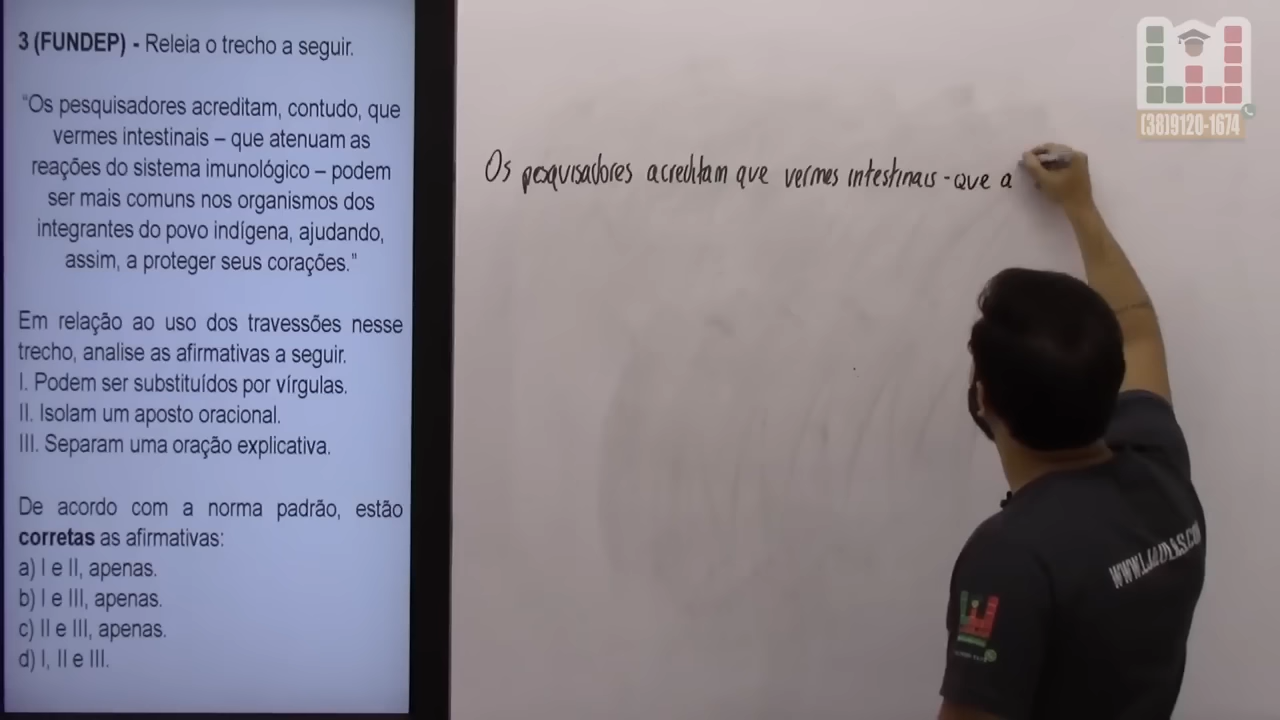 3 (FUNDEP) - Releia o trecho a seguir.
“Os pesquisadores acreditam, contudo, que
vermes intestinais – que atenuam as
reações do sistema imunológico – podem
ser mais comuns nos organismos dos
integrantes do povo indígena, ajudando,
assim, a proteger seus corações.”
Em relação ao uso dos travessões nesse
trecho, analise as afirmativas a seguir.
I. Podem ser substituídos por vírgulas.
II. Isolam um aposto oracional.
III. Separam uma oração explicativa.
De acordo com a norma padrão, estão
corretas as afirmativas:
a) I e II, apenas.
b) I e III, apenas.
c) II e III, apenas.
d) I, II e III.
Os pesquisadores acreditam que vermes intestinais - que a
(38)9120-1674